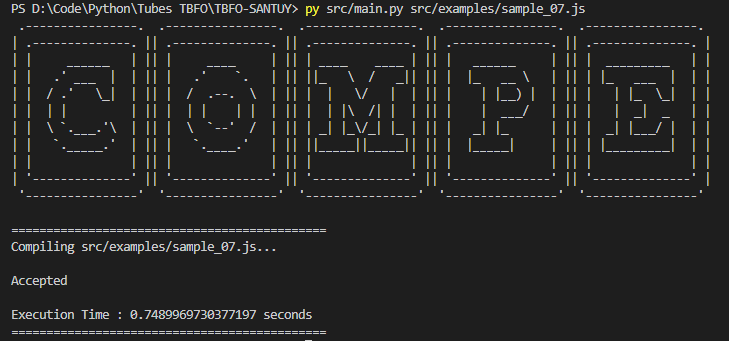 PS D:\Code\Python\Tubes TBFO\TBFO-SANTUY> py src/main.py src/examples/sample_07.js
COMPE
=============================================
Compiling src/examples/sample_07.js...
Accepted
Execution Time : 0.7489969730377197 seconds
=============================================